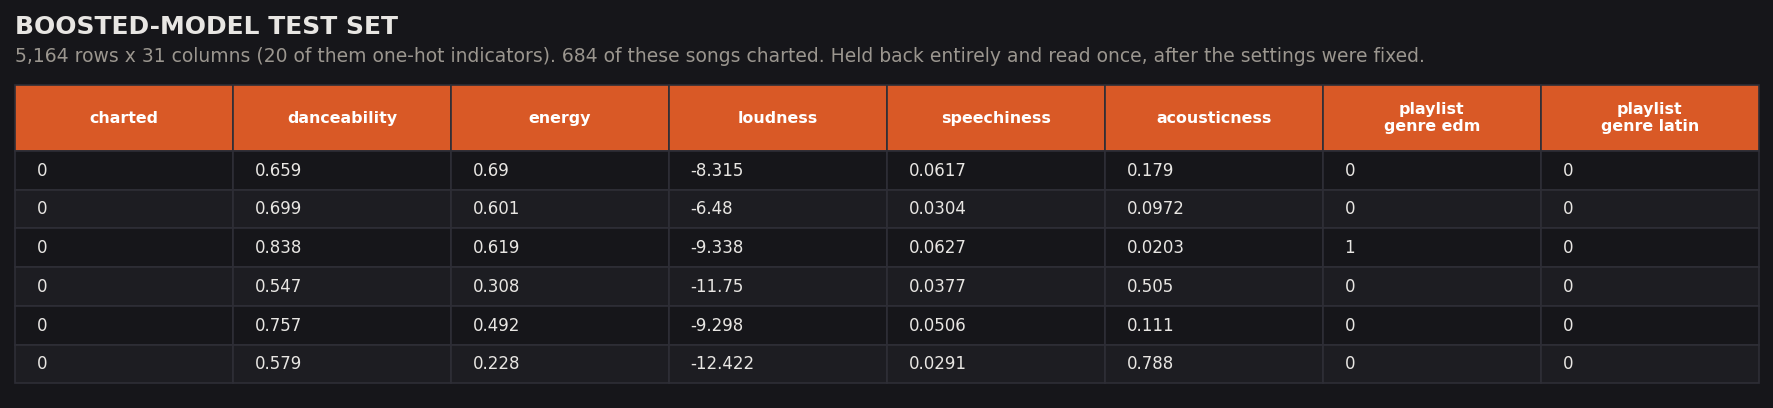 BOOSTED-MODEL TEST SET
5,164 rows x 31 columns (20 of them one-hot indicators). 684 of these songs charted. Held back entirely and read once, after the settings were fixed.
charted danceability energy loudness speechiness acousticness playlist genre edm playlist genre latin
0 0.659 0.69 -8.315 0.0617 0.179 0 0
0 0.699 0.601 -6.48 0.0304 0.0972 0 0
0 0.838 0.619 -9.338 0.0627 0.0203 1 0
0 0.547 0.308 -11.75 0.0377 0.505 0 0
0 0.757 0.492 -9.298 0.0506 0.111 0 0
0 0.579 0.228 -12.422 0.0291 0.788 0 0